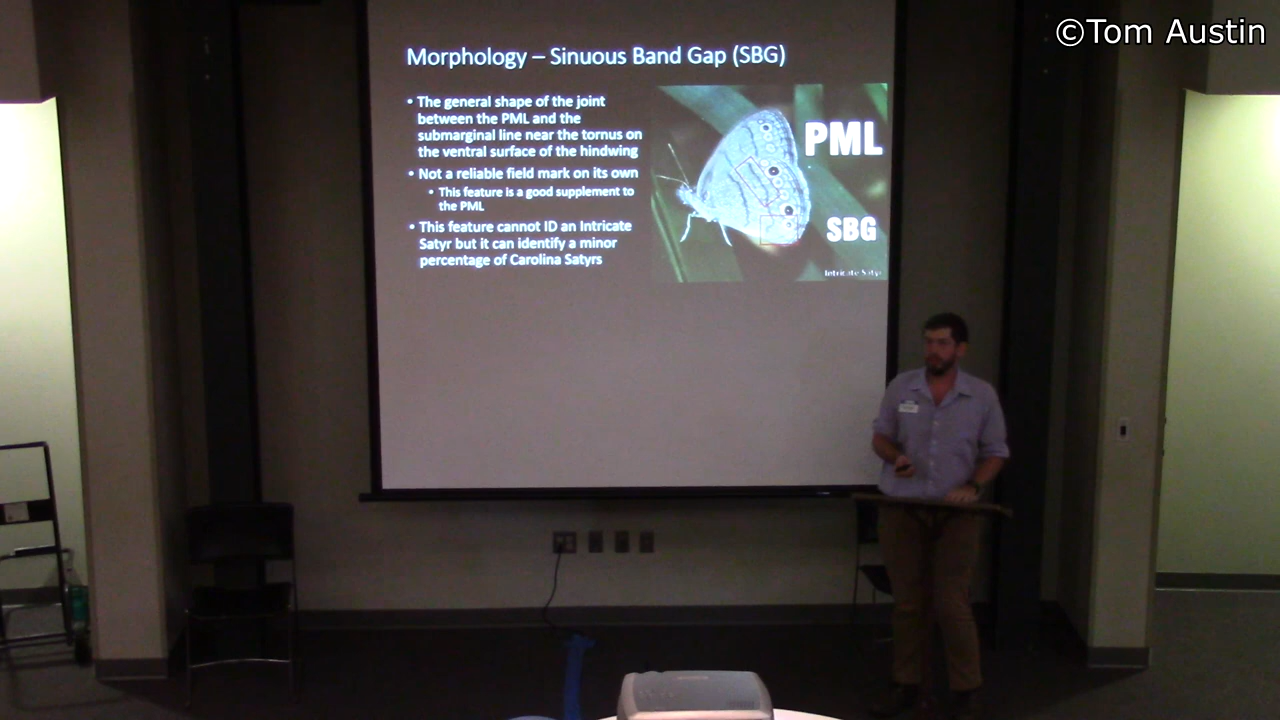 ©Tom Austin
Morphology – Sinuous Band Gap (SBG)
• The general shape of the joint
between the PML and the
submarginal line near the tornus on
the ventral surface of the hindwing
• Not a reliable field mark on its own
• This feature is a good supplement to
the PML
• This feature cannot ID an Intricate
Satyr but it can identify a minor
percentage of Carolina Satyrs
PML
SBG
Intricate Satyr